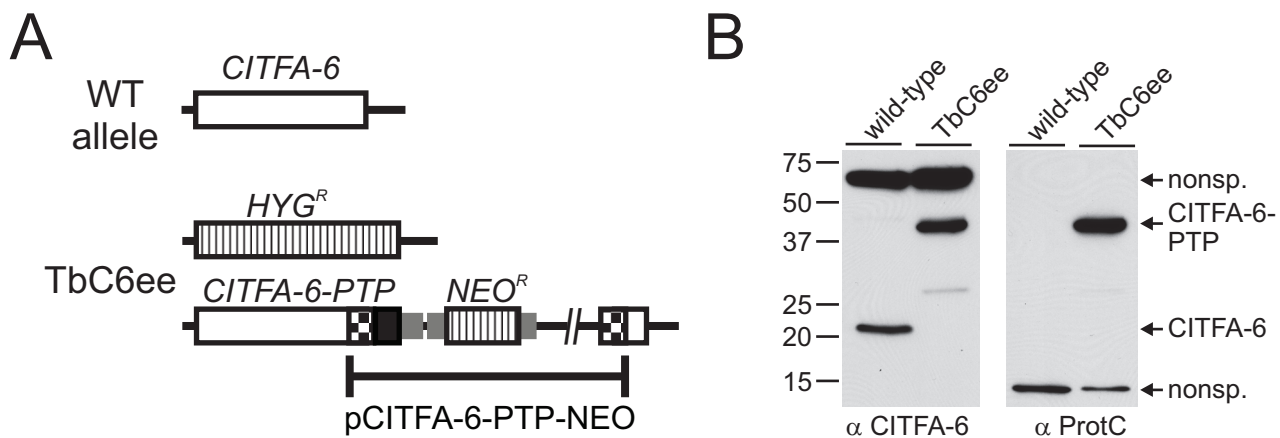 A
CITFA-6
WT
allele
HYG^R
TbC6ee
CITFA-6-PTP
NEO^R
pCITFA-6-PTP-NEO
B
wild-type
TbC6ee
wild-type
TbC6ee
75
50
37
25
20
15
nonsp.
CITFA-6-
PTP
CITFA-6
nonsp.
α CITFA-6
α ProtC